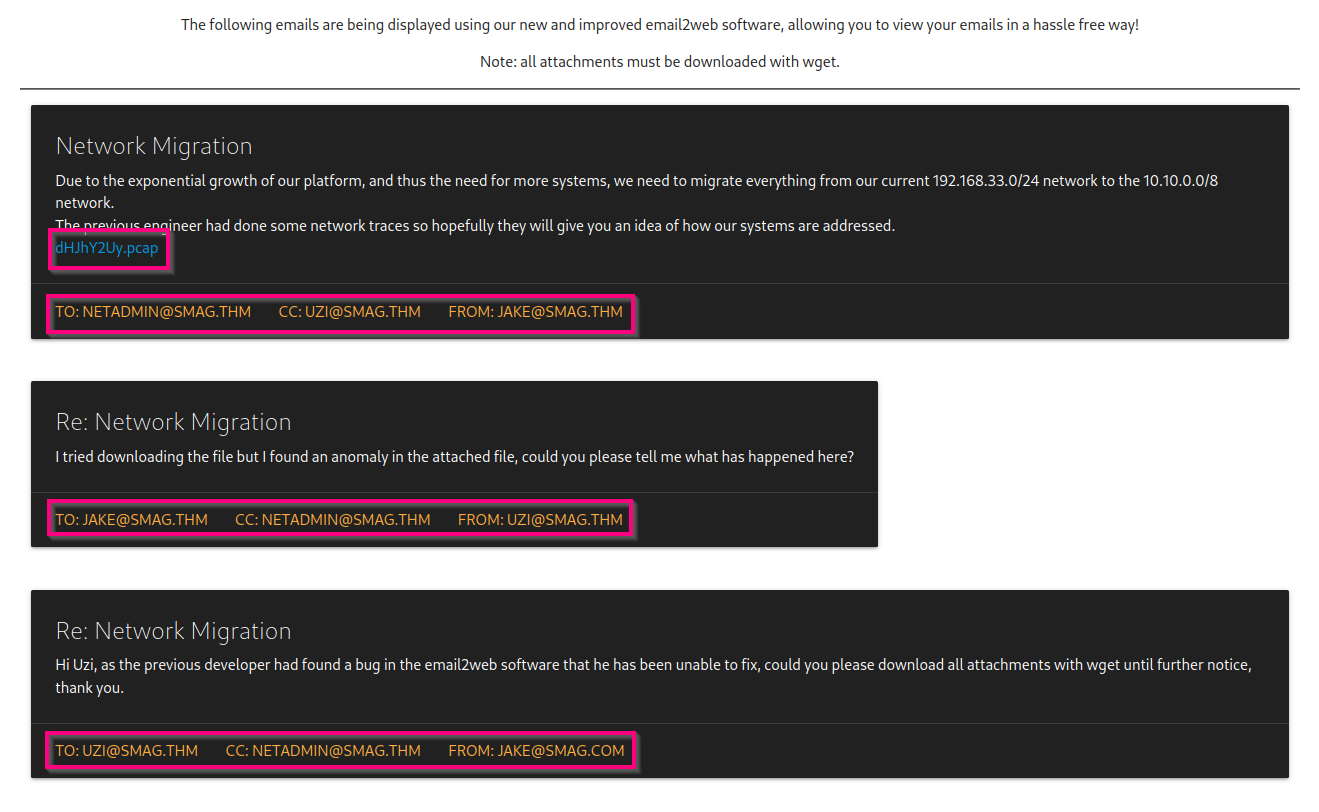 The following emails are being displayed using our new and improved email2web software, allowing you to view your emails in a hassle free way!
Note: all attachments must be downloaded with wget.
Network Migration
Due to the exponential growth of our platform, and thus the need for more systems, we need to migrate everything from our current 192.168.33.0/24 network to the 10.10.0.0/8
network.
The previous engineer had done some network traces so hopefully they will give you an idea of how our systems are addressed.
dHJhY2Uy.pcap
TO: NETADMIN@SMAG.THM CC: UZI@SMAG.THM FROM: JAKE@SMAG.THM
Re: Network Migration
I tried downloading the file but I found an anomaly in the attached file, could you please tell me what has happened here?
TO: JAKE@SMAG.THM CC: NETADMIN@SMAG.THM FROM: UZI@SMAG.THM
Re: Network Migration
Hi Uzi, as the previous developer had found a bug in the email2web software that he has been unable to fix, could you please download all attachments with wget until further notice,
thank you.
TO: UZI@SMAG.THM CC: NETADMIN@SMAG.THM FROM: JAKE@SMAG.COM